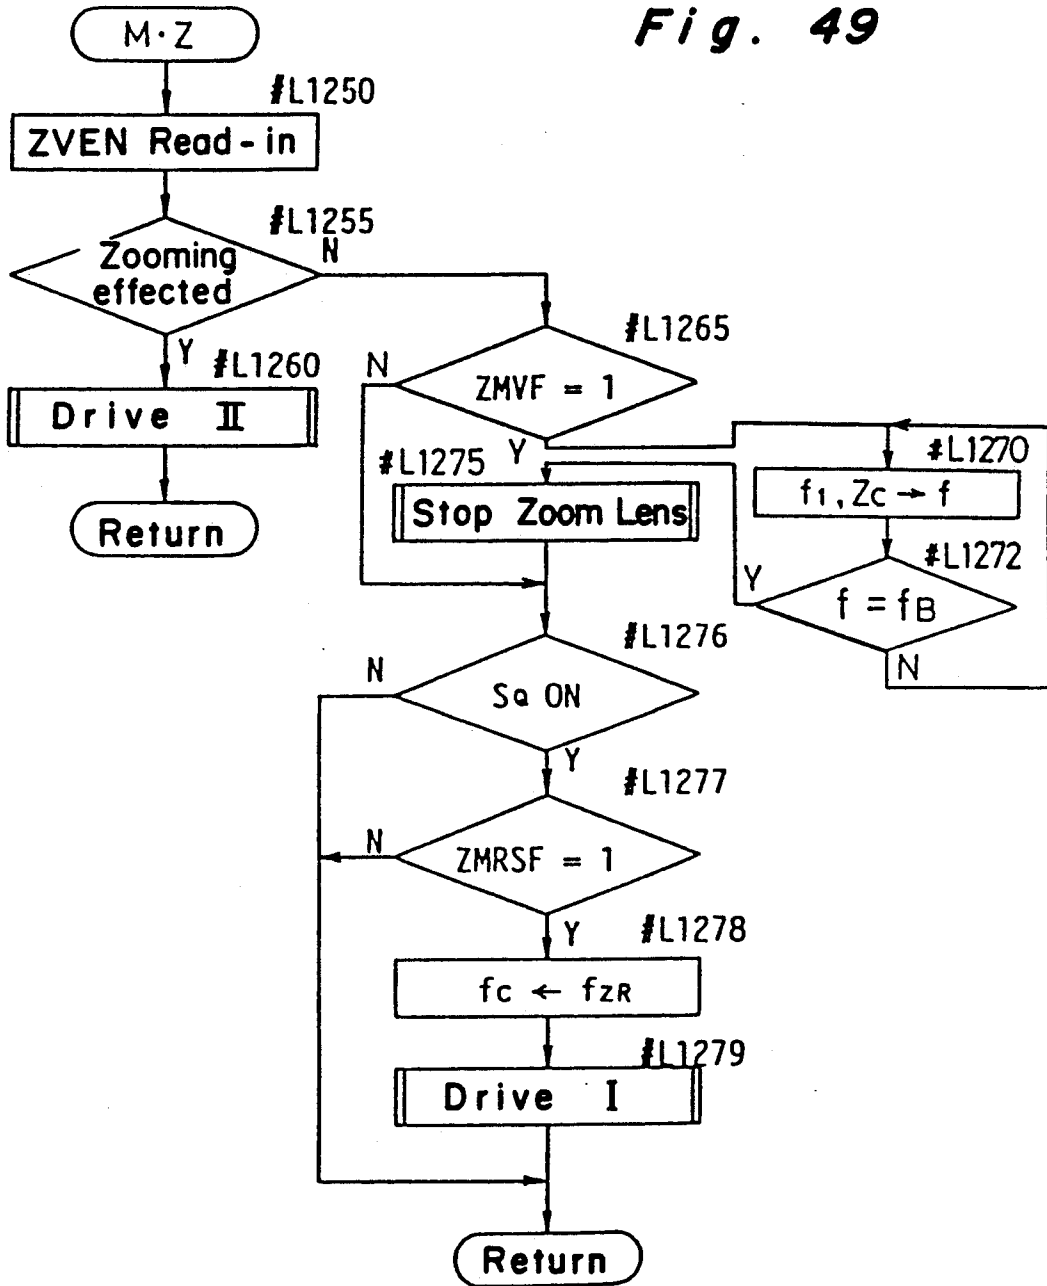 Fig. 49
M·Z
#L1250
ZVEN Read-in
#L1255
Zooming
effected
N
Y
#L1260
Drive II
Return
#L1265
ZMVF = 1
N
Y
#L1270
f1, Zc → f
#L1272
f = fB
Y
N
#L1275
Stop Zoom Lens
#L1276
SQ ON
N
Y
#L1277
ZMRSF = 1
N
Y
#L1278
fc ← fZR
#L1279
Drive I
Return